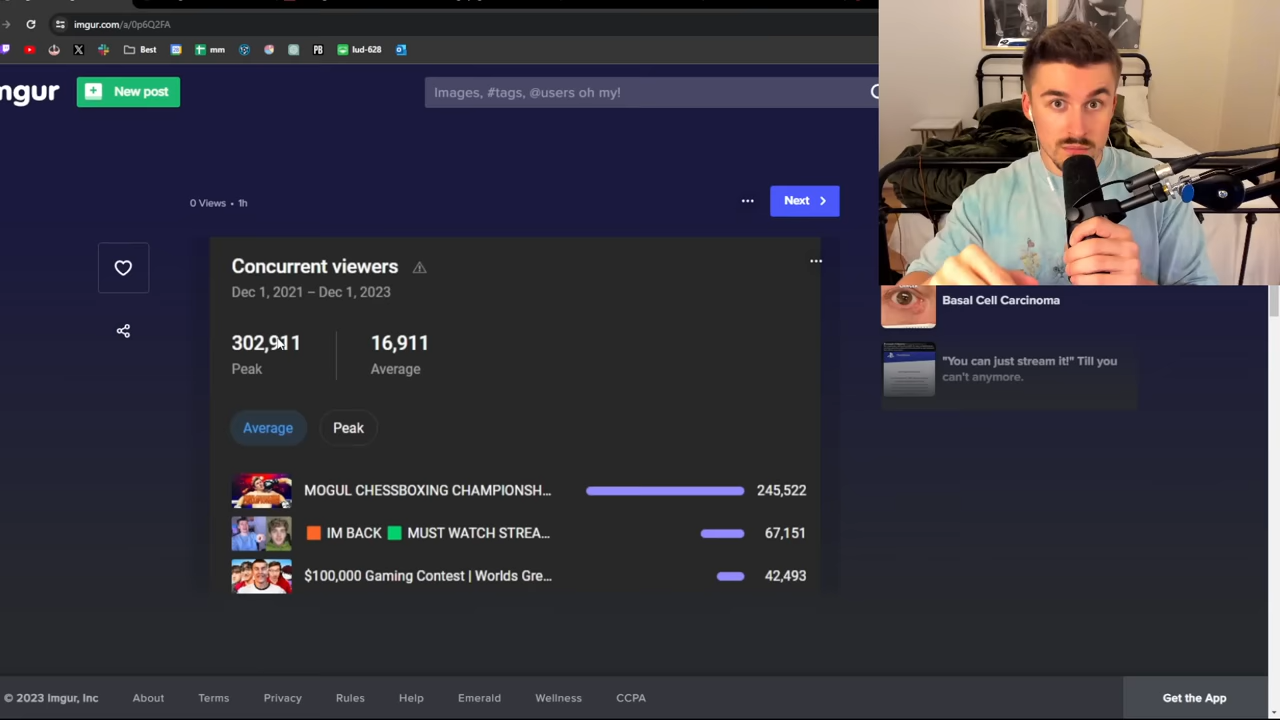 imgur.com/a/0p6Q2FA
Best
mm
PB
lud-628
mgur
New post
Images, #tags, @users oh my!
0 Views • 1h
Next
Concurrent viewers
Dec 1, 2021 – Dec 1, 2023
302,911
16,911
Peak
Average
Average
Peak
MOGUL CHESSBOXING CHAMPIONSH...
245,522
IM BACK
MUST WATCH STREA...
67,151
$100,000 Gaming Contest | Worlds Gre...
42,493
Basal Cell Carcinoma
"You can just stream it!" Till you
can't anymore.
© 2023 Imgur, Inc
About
Terms
Privacy
Rules
Help
Emerald
Wellness
CCPA
Get the App